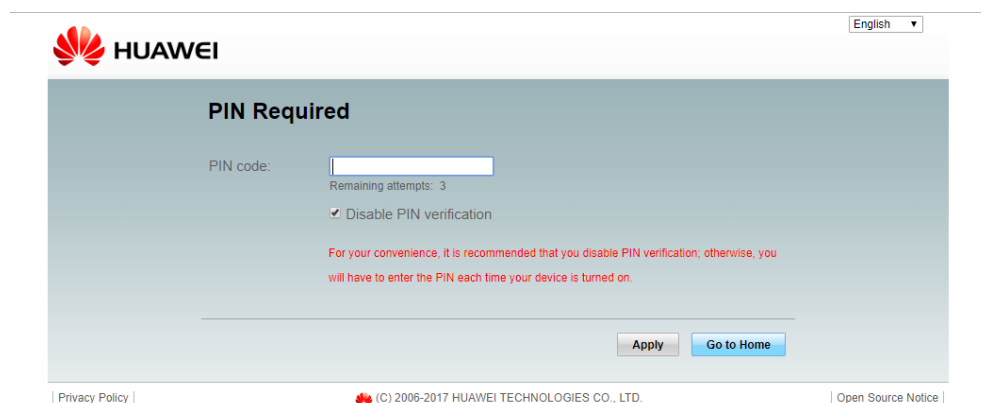 English
HUAWEI
PIN Required
PIN code:
Remaining attempts: 3
Disable PIN verification
For your convenience, it is recommended that you disable PIN verification; otherwise, you
will have to enter the PIN each time your device is turned on.
Apply Go to Home
Privacy Policy (C) 2006-2017 HUAWEI TECHNOLOGIES CO., LTD. Open Source Notice